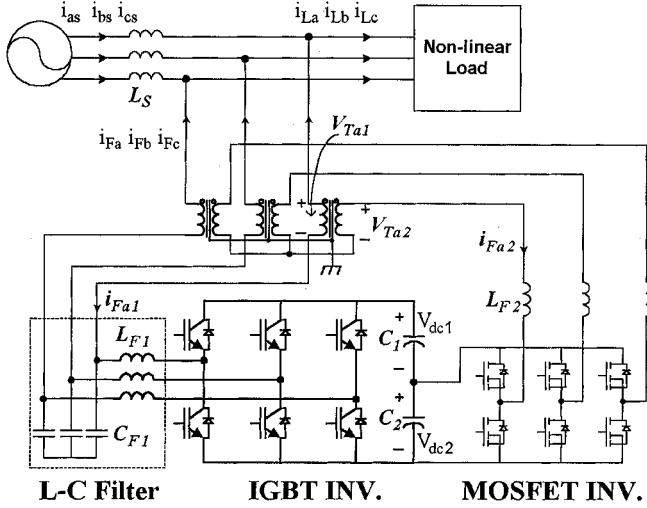 i_as i_bs i_cs
i_La i_Lb i_Lc
Non-linear
Load
L_S
V_Ta1
i_Fa i_Fb i_Fc
+
+
V_Ta2
−
−
i_Fa2
i_Fa1
L_F2
L_F1
+
V_dc1
C_1
−
+
C_2
C_F1
V_dc2
−
L-C Filter
IGBT INV.
MOSFET INV.